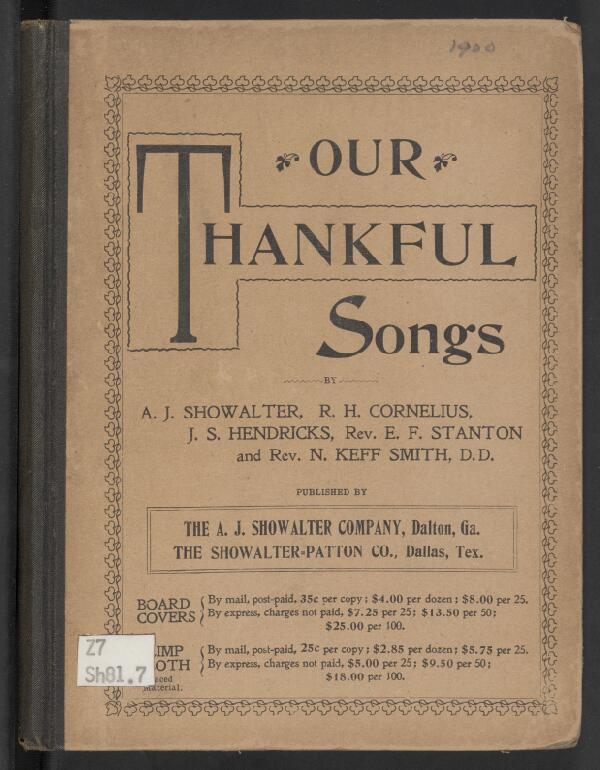 1900
OUR
THANKFUL
Songs
BY
A. J. SHOWALTER, R. H. CORNELIUS,
J. S. HENDRICKS, Rev. E. F. STANTON
and Rev. N. KEFF SMITH, D.D.
PUBLISHED BY
THE A. J. SHOWALTER COMPANY, Dalton, Ga.
THE SHOWALTER-PATTON CO., Dallas, Tex.
BOARD COVERS
By mail, post-paid, 35c per copy; $4.00 per dozen; $8.00 per 25.
By express, charges not paid, $7.25 per 25; $13.50 per 50;
$25.00 per 100.
Z7
Sh81.7
By mail, post-paid, 25c per copy; $2.85 per dozen; $5.75 per 25.
By express, charges not paid, $5.00 per 25; $9.50 per 50;
$18.00 per 100.
material.